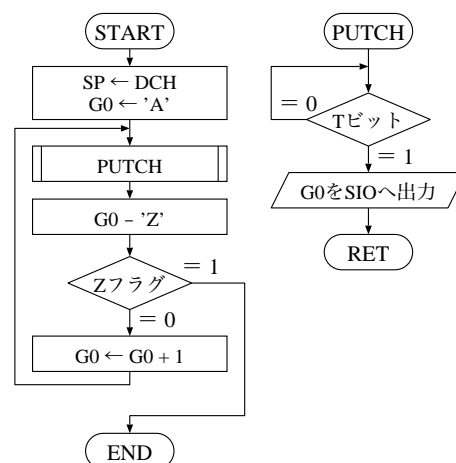 START
SP ← DCH
G0 ← 'A'
PUTCH
G0 − 'Z'
Zフラグ
= 1
= 0
G0 ← G0 + 1
END
PUTCH
= 0
Tビット
= 1
G0をSIOへ出力
RET